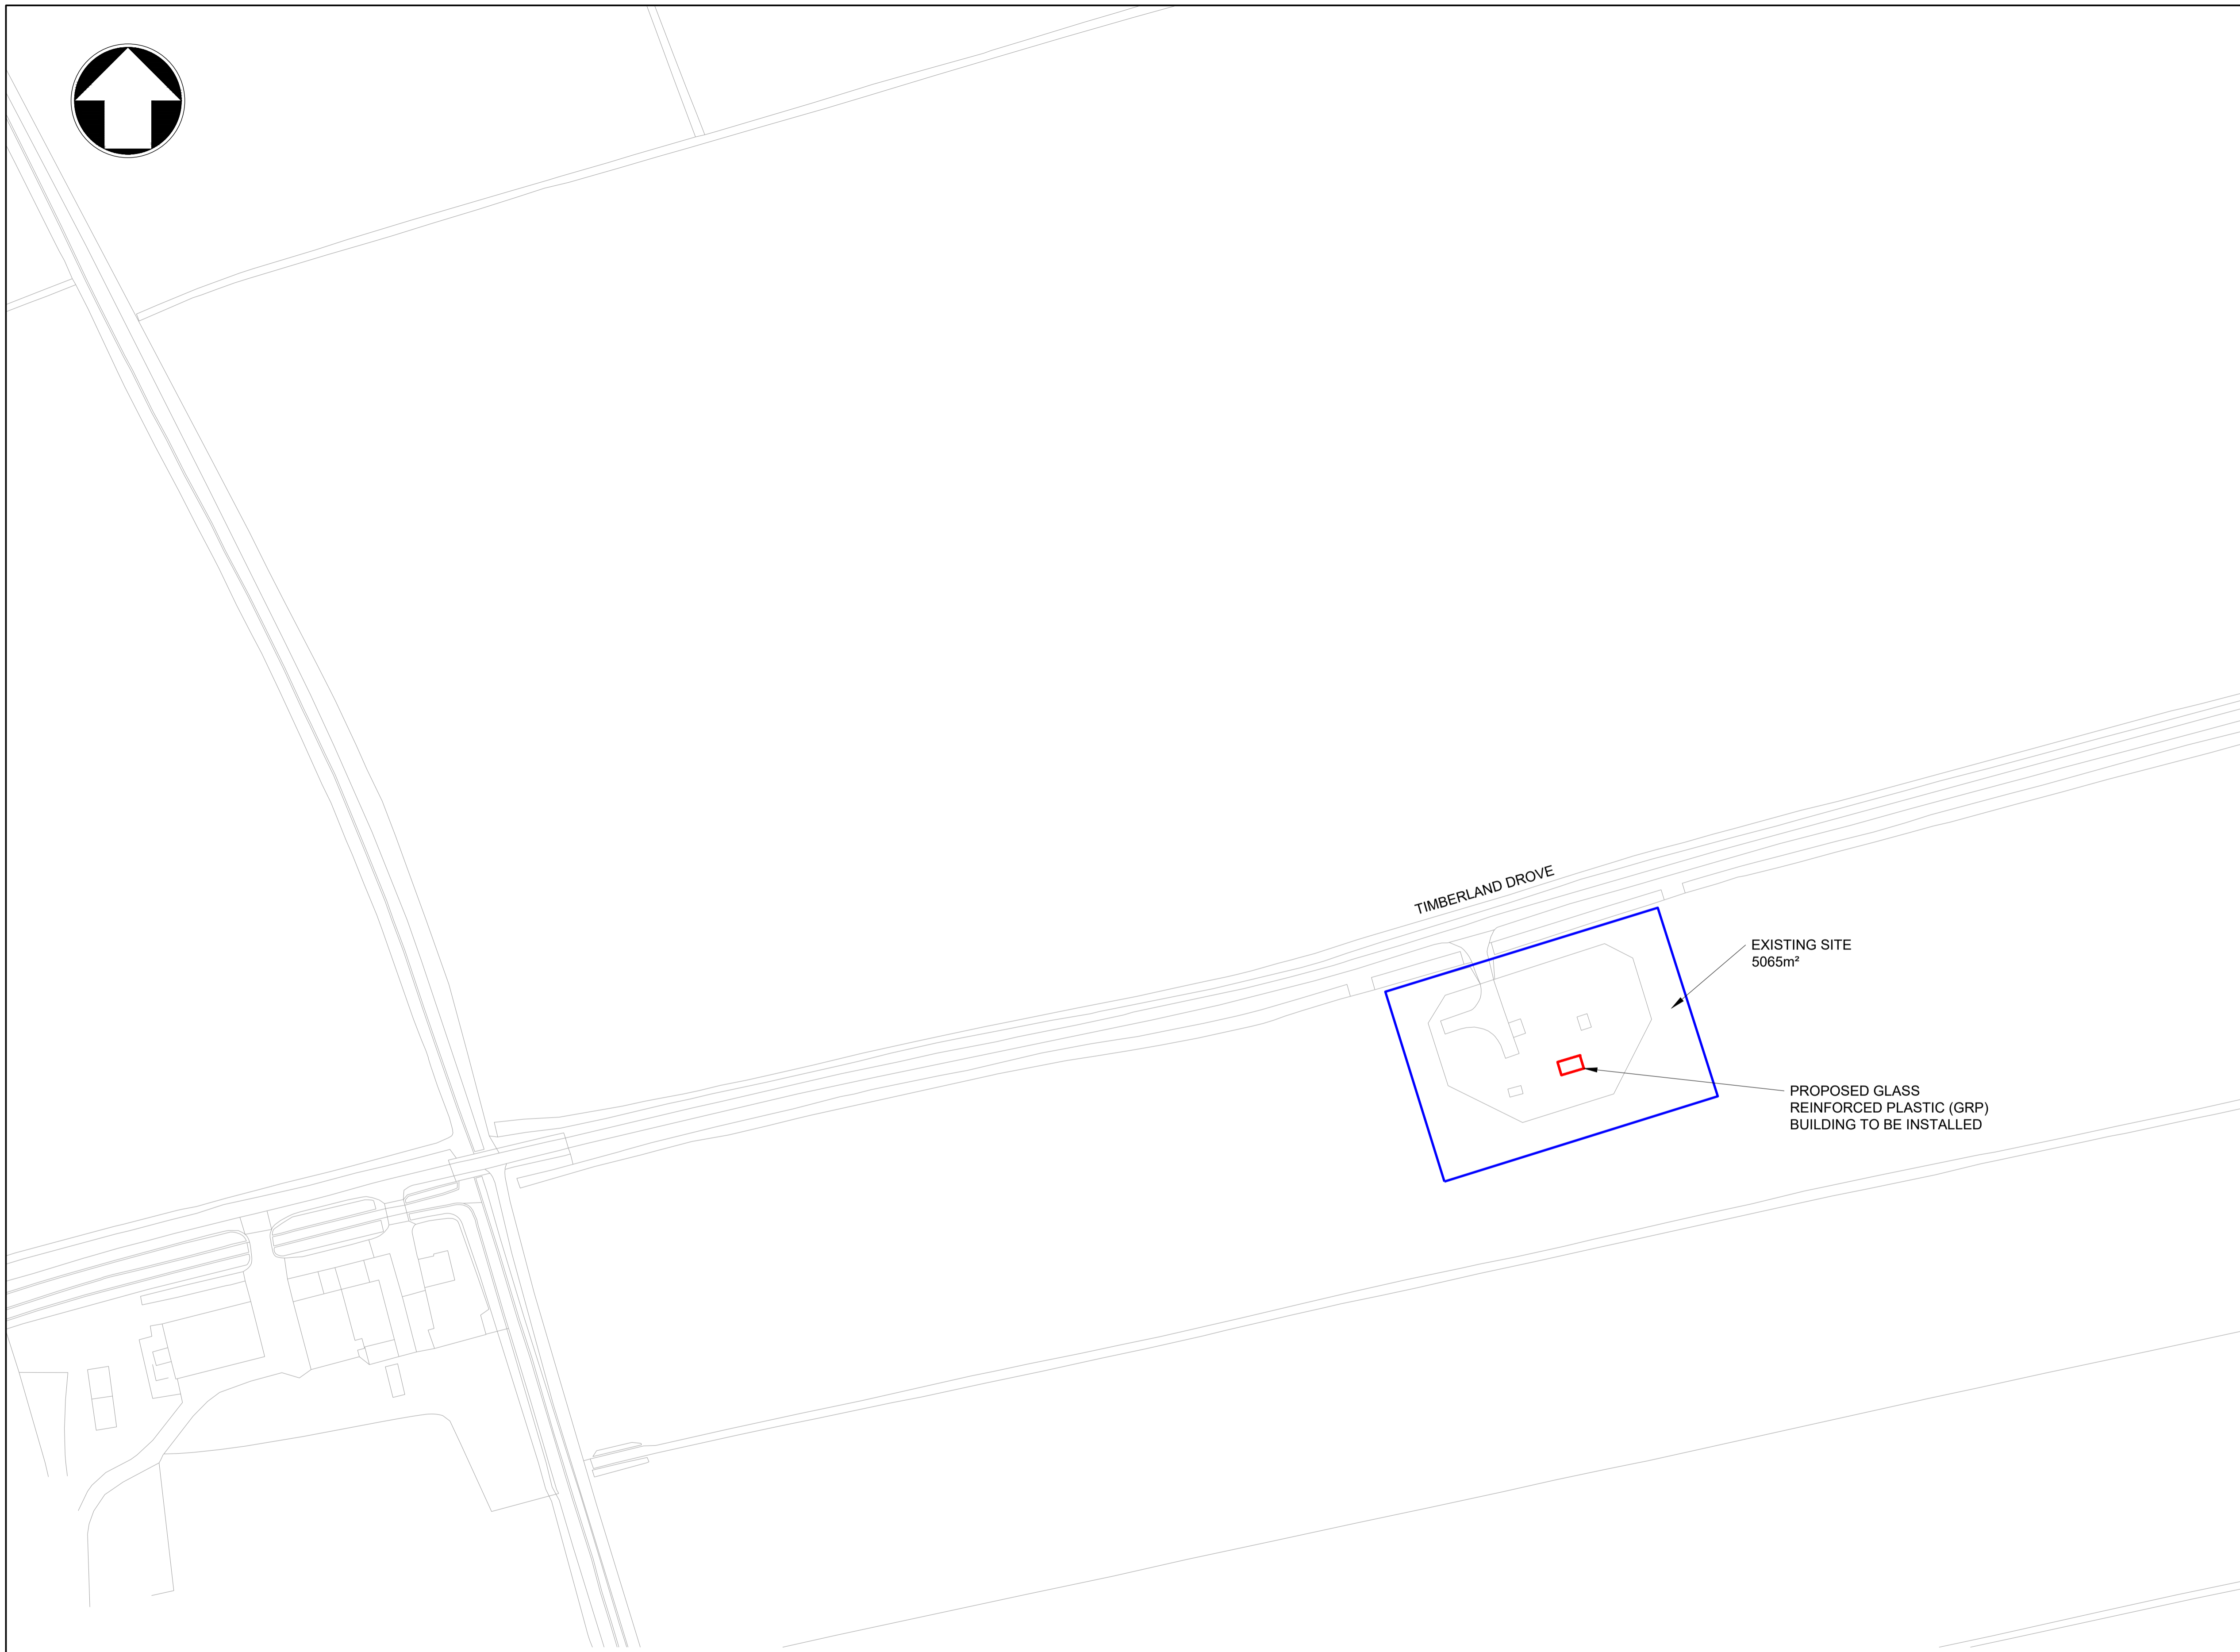 TIMBERLAND DROVE
EXISTING SITE
5065m²
PROPOSED GLASS
REINFORCED PLASTIC (GRP)
BUILDING TO BE INSTALLED